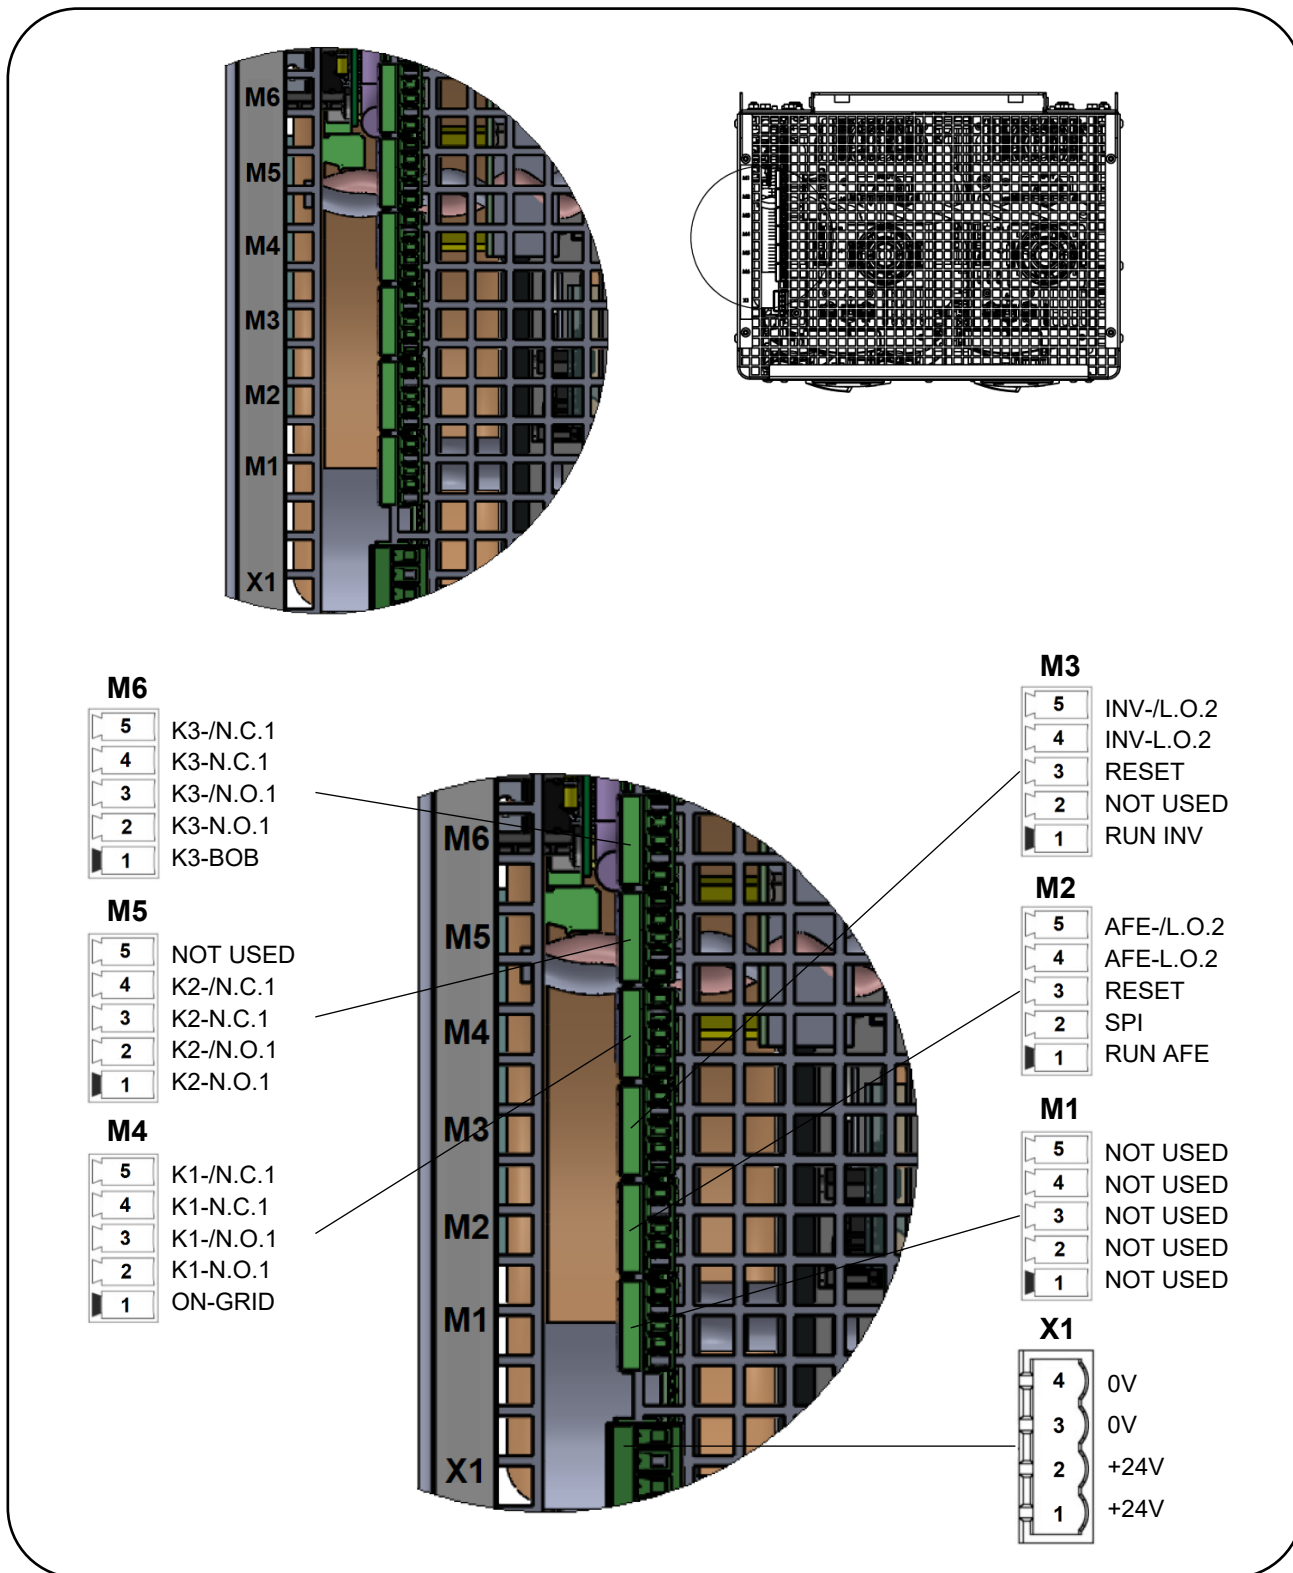 M6
M5
M4
M3
M2
M1
X1
M6
5 K3-/N.C.1
4 K3-N.C.1
3 K3-/N.O.1
2 K3-N.O.1
1 K3-BOB
M5
5 NOT USED
4 K2-/N.C.1
3 K2-N.C.1
2 K2-/N.O.1
1 K2-N.O.1
M4
5 K1-/N.C.1
4 K1-N.C.1
3 K1-/N.O.1
2 K1-N.O.1
1 ON-GRID
M6
M5
M4
M3
M2
M1
X1
M3
5 INV-/L.O.2
4 INV-L.O.2
3 RESET
2 NOT USED
1 RUN INV
M2
5 AFE-/L.O.2
4 AFE-L.O.2
3 RESET
2 SPI
1 RUN AFE
M1
5 NOT USED
4 NOT USED
3 NOT USED
2 NOT USED
1 NOT USED
X1
4 0V
3 0V
2 +24V
1 +24V